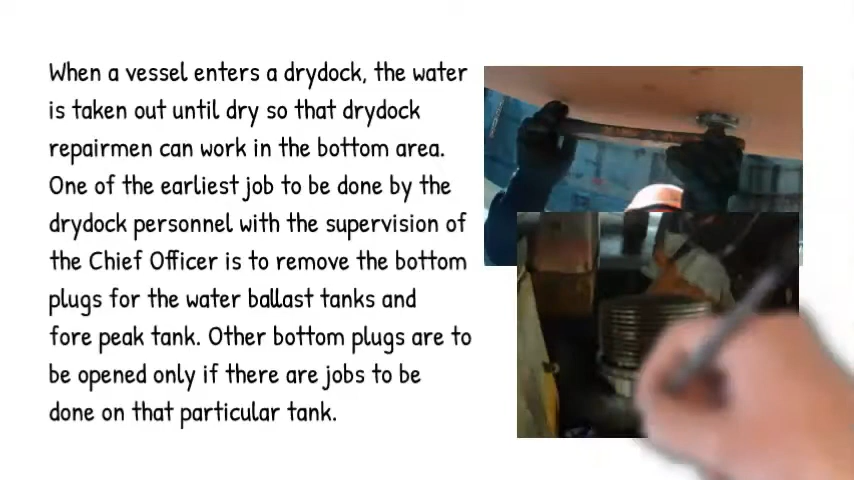 When a vessel enters a drydock, the water
is taken out until dry so that drydock
repairmen can work in the bottom area.
One of the earliest job to be done by the
drydock personnel with the supervision of
the Chief Officer is to remove the bottom
plugs for the water ballast tanks and
fore peak tank. Other bottom plugs are to
be opened only if there are jobs to be
done on that particular tank.